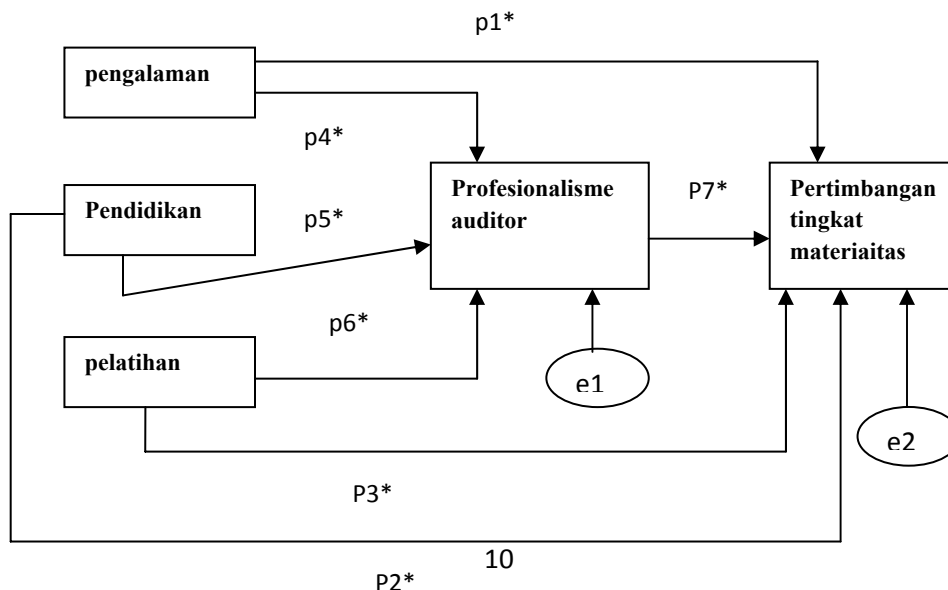 p1*
pengalaman
p4*
Pendidikan
p5*
Profesionalisme
auditor
P7*
Pertimbangan
tingkat
materiaitas
p6*
pelatihan
e1
e2
P3*
10
P2*